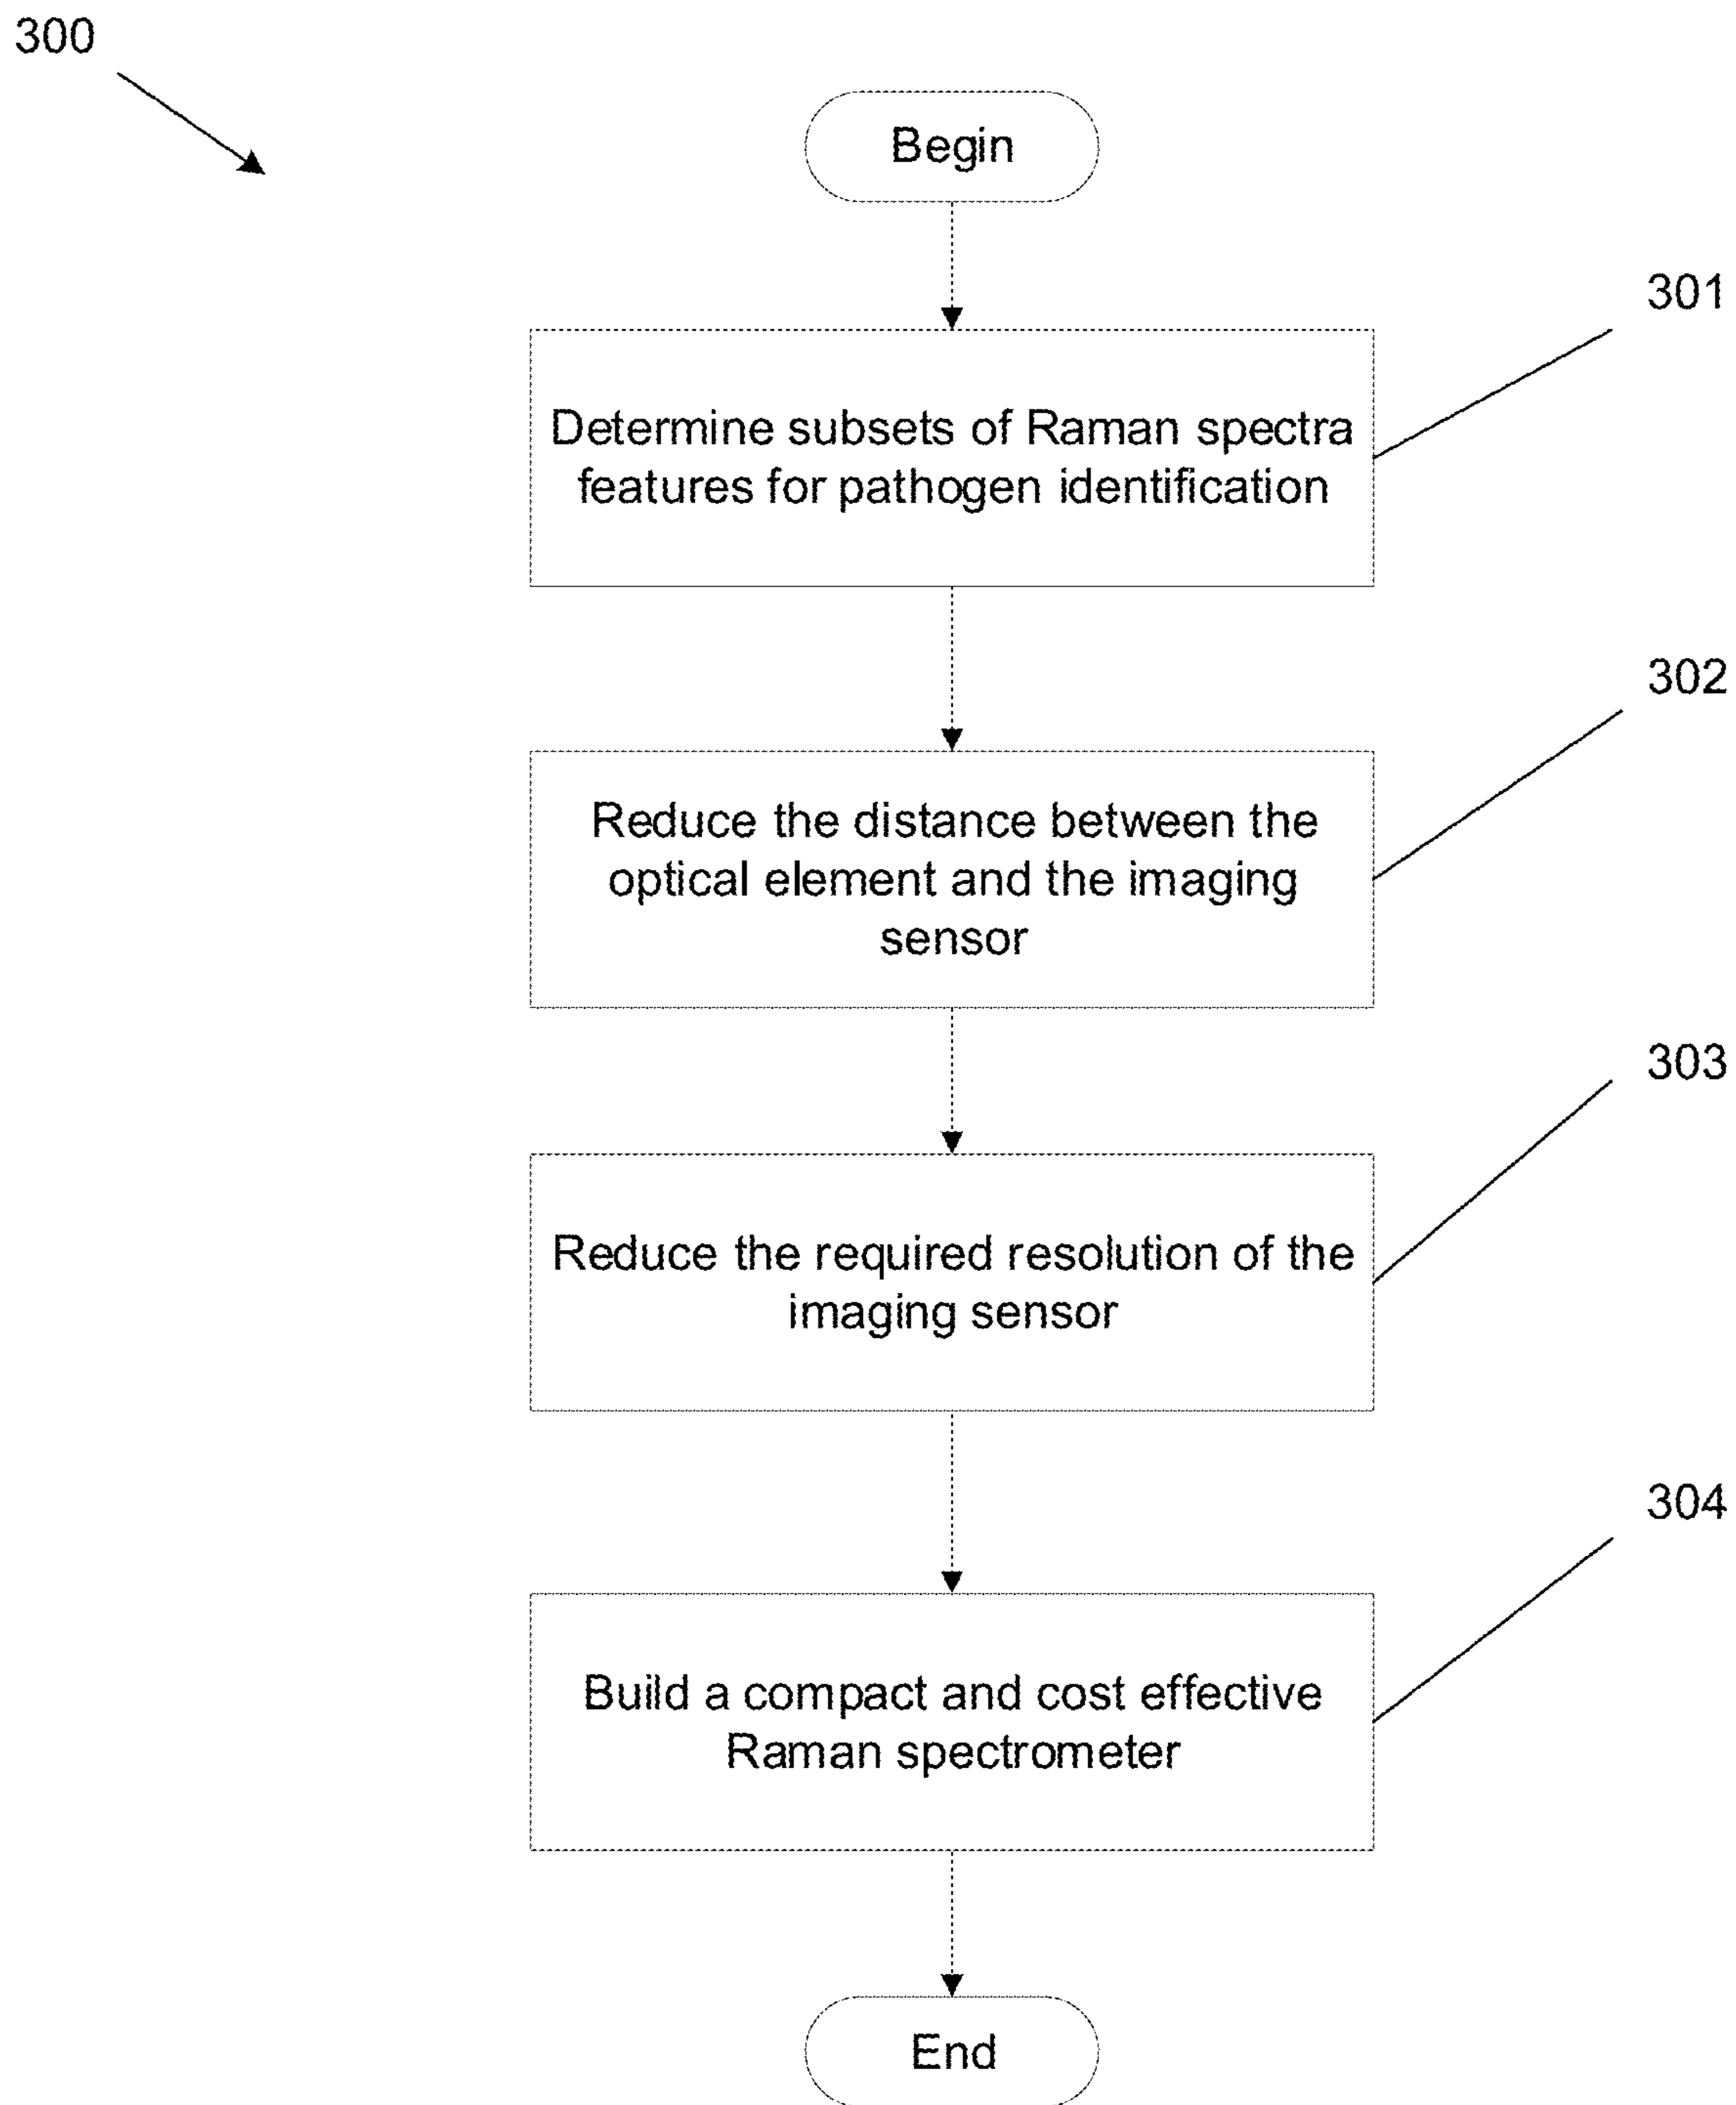 300
Begin
301
Determine subsets of Raman spectra
features for pathogen identification
302
Reduce the distance between the
optical element and the imaging
sensor
303
Reduce the required resolution of the
imaging sensor
304
Build a compact and cost effective
Raman spectrometer
End